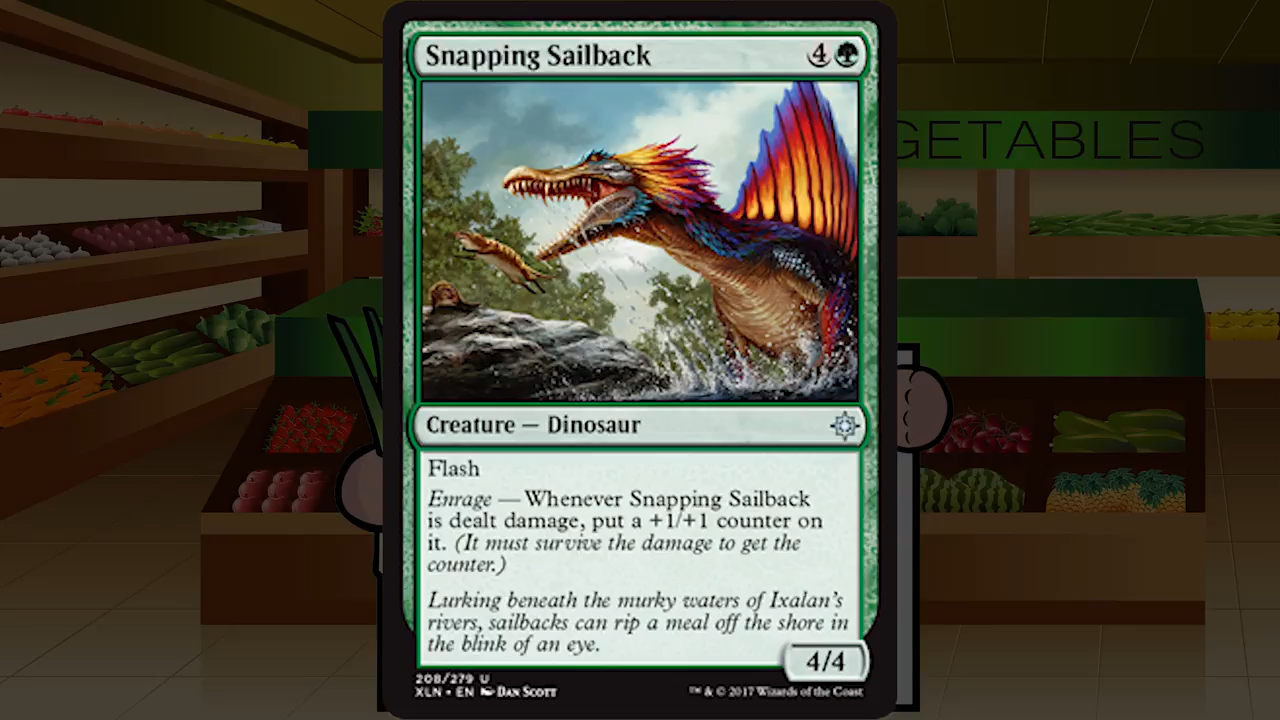 Snapping Sailback 4
GETABLES
Creature — Dinosaur
Flash
Enrage — Whenever Snapping Sailback
is dealt damage, put a +1/+1 counter on
it. (It must survive the damage to get the
counter.)
Lurking beneath the murky waters of Ixalan's
rivers, sailbacks can rip a meal off the shore in
the blink of an eye.
4/4
208/279 U
XLN • EN Dan Scott
™ & © 2017 Wizards of the Coast